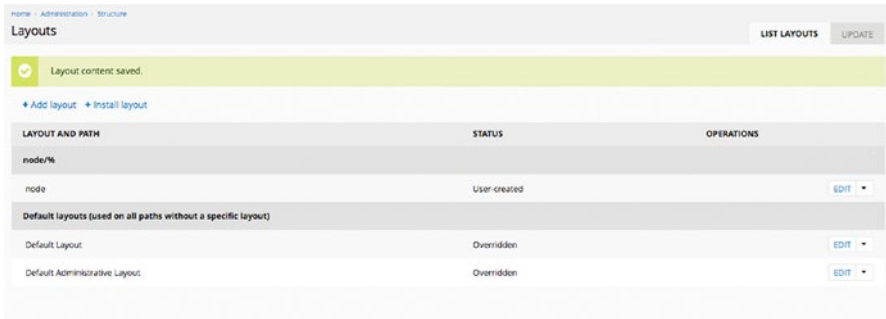 Home › Administration › Structure
Layouts
LIST LAYOUTS UPDATE
Layout content saved.
+ Add layout + Install layout
LAYOUT AND PATH STATUS OPERATIONS
node/%
node User-created EDIT
Default layouts (used on all paths without a specific layout)
Default Layout Overridden EDIT
Default Administrative Layout Overridden EDIT